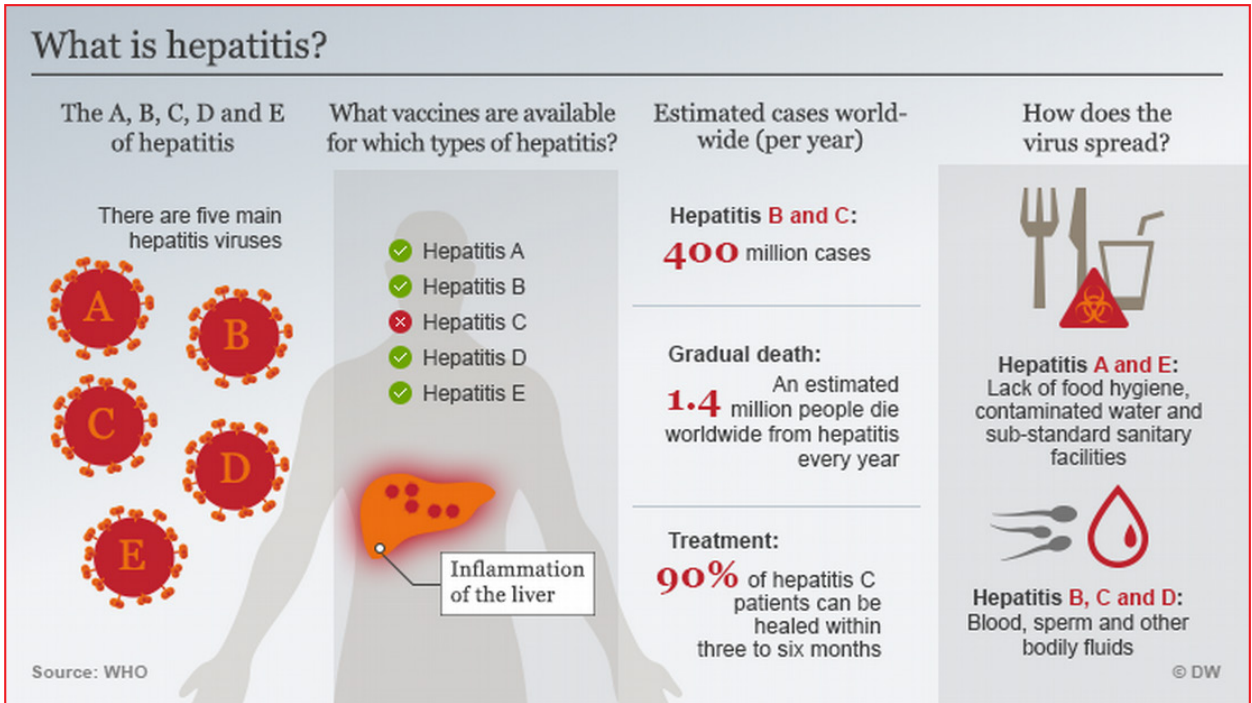 What is hepatitis?
The A, B, C, D and E
of hepatitis
There are five main
hepatitis viruses
A
B
C
D
E
Source: WHO
What vaccines are available
for which types of hepatitis?
Hepatitis A
Hepatitis B
Hepatitis C
Hepatitis D
Hepatitis E
Inflammation
of the liver
Estimated cases world-
wide (per year)
Hepatitis B and C:
400 million cases
Gradual death:
An estimated
1.4 million people die
worldwide from hepatitis
every year
Treatment:
90% of hepatitis C
patients can be
healed within
three to six months
How does the
virus spread?
Hepatitis A and E:
Lack of food hygiene,
contaminated water and
sub-standard sanitary
facilities
Hepatitis B, C and D:
Blood, sperm and other
bodily fluids
© DW